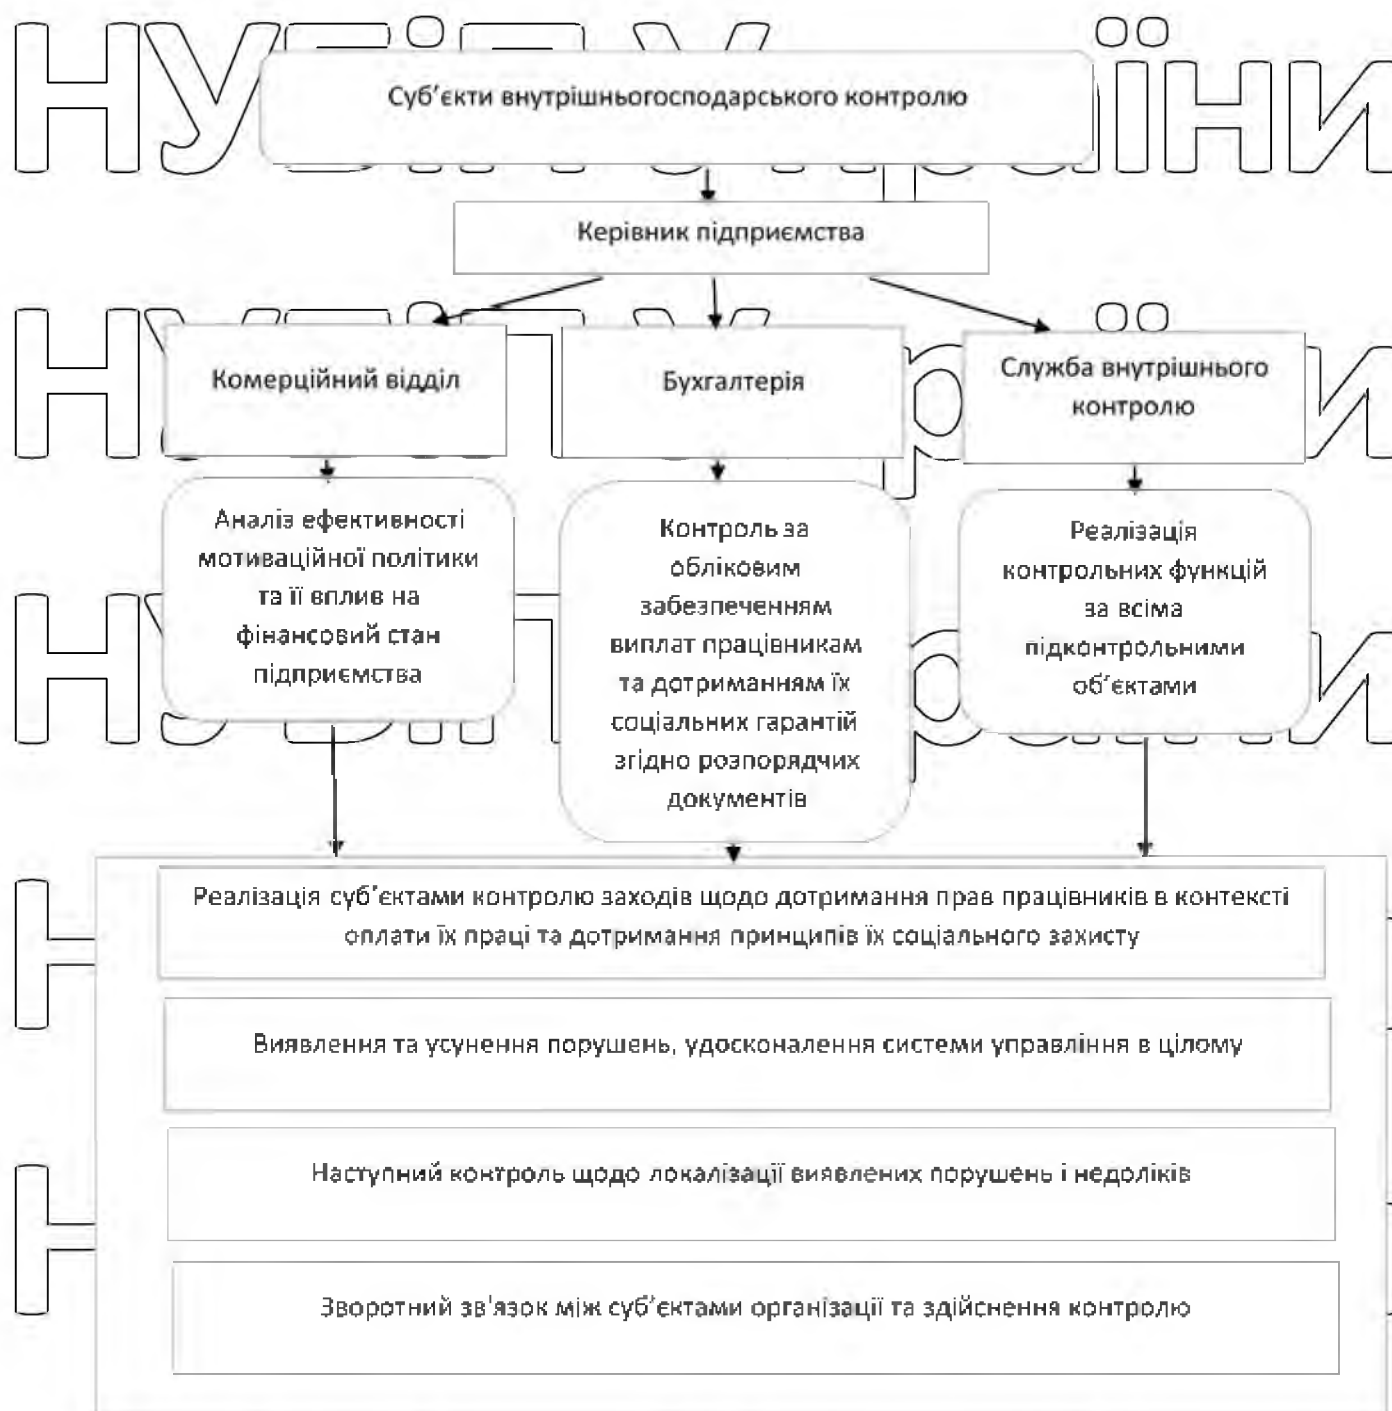 Суб’єкти внутрішньогосподарського контролю
Керівник підприємства
Комерційний відділ
Бухгалтерія
Служба внутрішнього
контролю
Аналіз ефективності
мотиваційної політики
та її вплив на
фінансовий стан
підприємства
Контроль за
обліковим
забезпеченням
виплат працівникам
та дотриманням їх
соціальних гарантій
згідно розпорядчих
документів
Реалізація
контрольних функцій
за всіма
підконтрольними
об’єктами
Реалізація суб’єктами контролю заходів щодо дотримання прав працівників в контексті
оплати їх праці та дотримання принципів їх соціального захисту
Виявлення та усунення порушень, удосконалення системи управління в цілому
Наступний контроль щодо локалізації виявлених порушень і недоліків
Зворотний зв'язок між суб’єктами організації та здійснення контролю